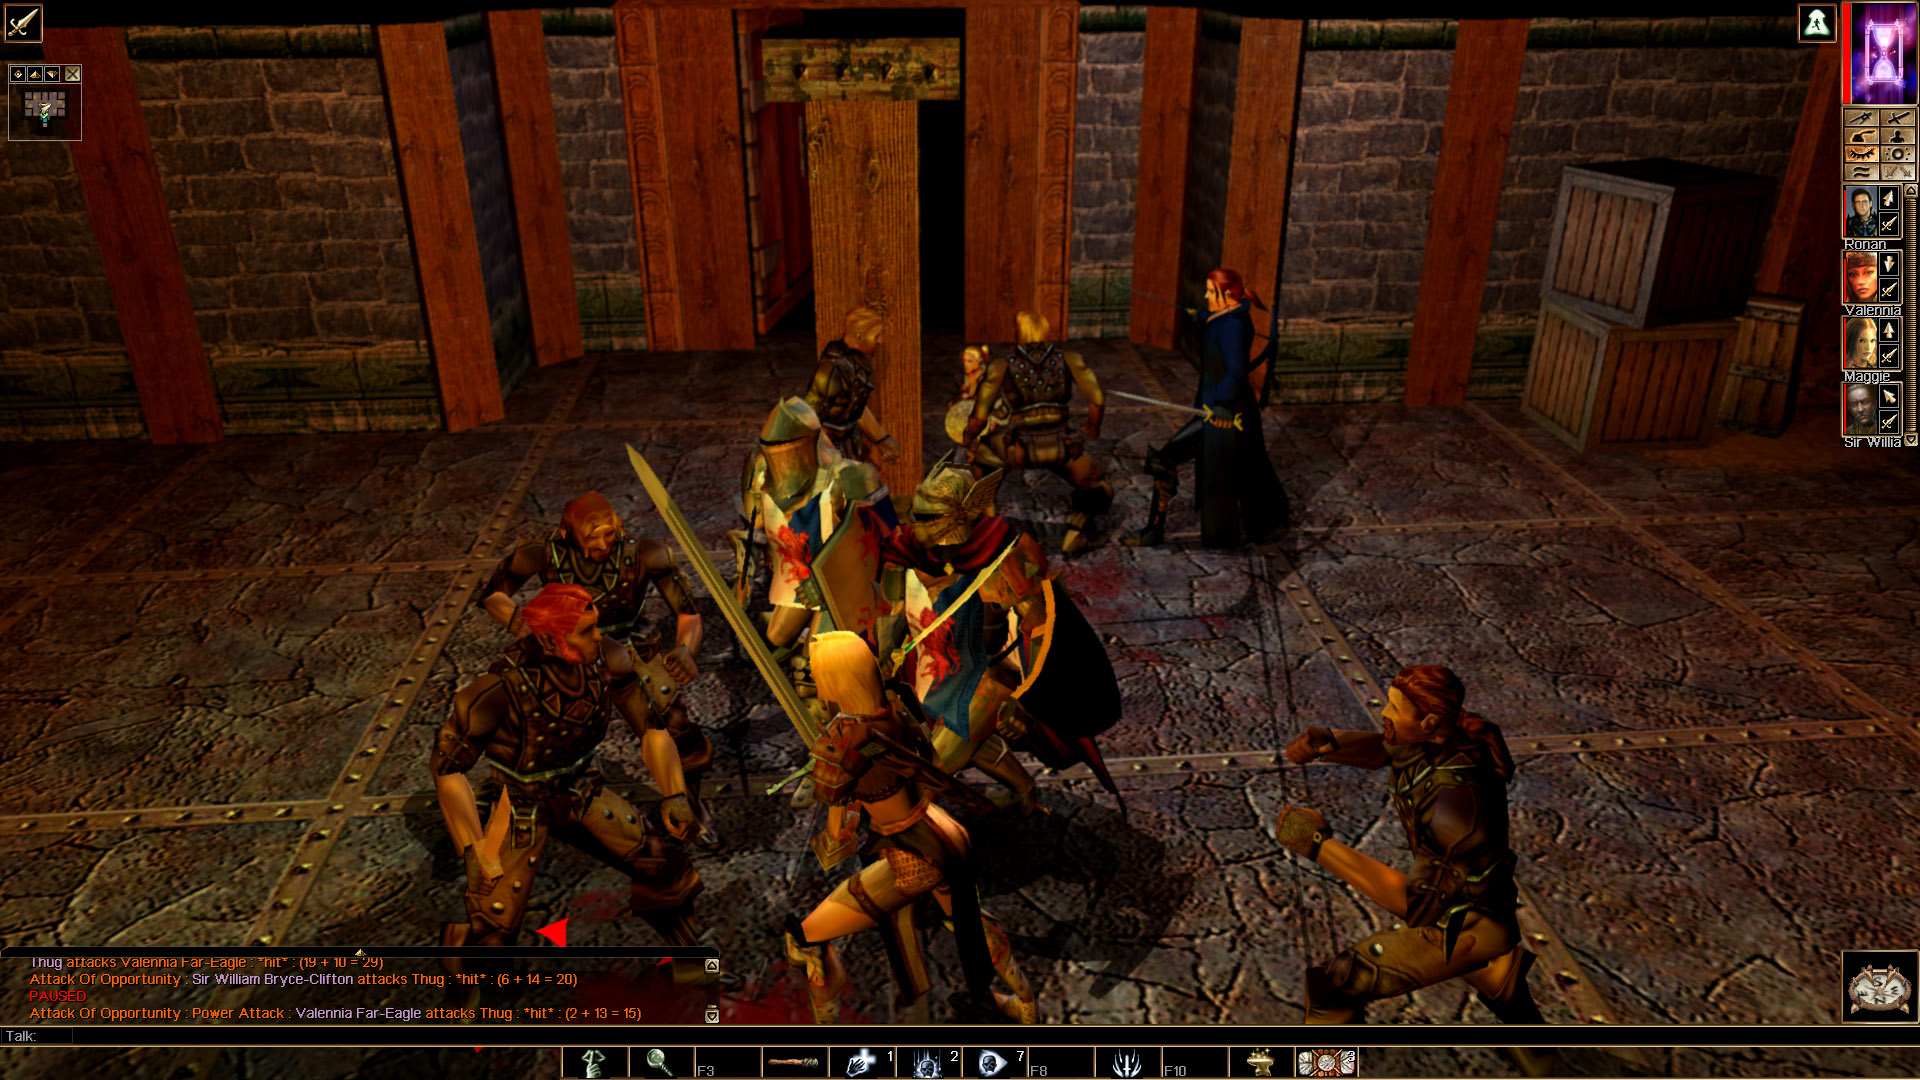 Ronan
Valennia
Maggie
Sir Willia
Thug attacks Valennia Far-Eagle : *hit* : (19 + 10 = 29)
Attack Of Opportunity : Sir William Bryce-Clifton attacks Thug : *hit* : (6 + 14 = 20)
PAUSED
Attack Of Opportunity : Power Attack : Valennia Far-Eagle attacks Thug : *hit* : (2 + 13 = 15)
Talk:
F3
1
2
7
F8
F10
3